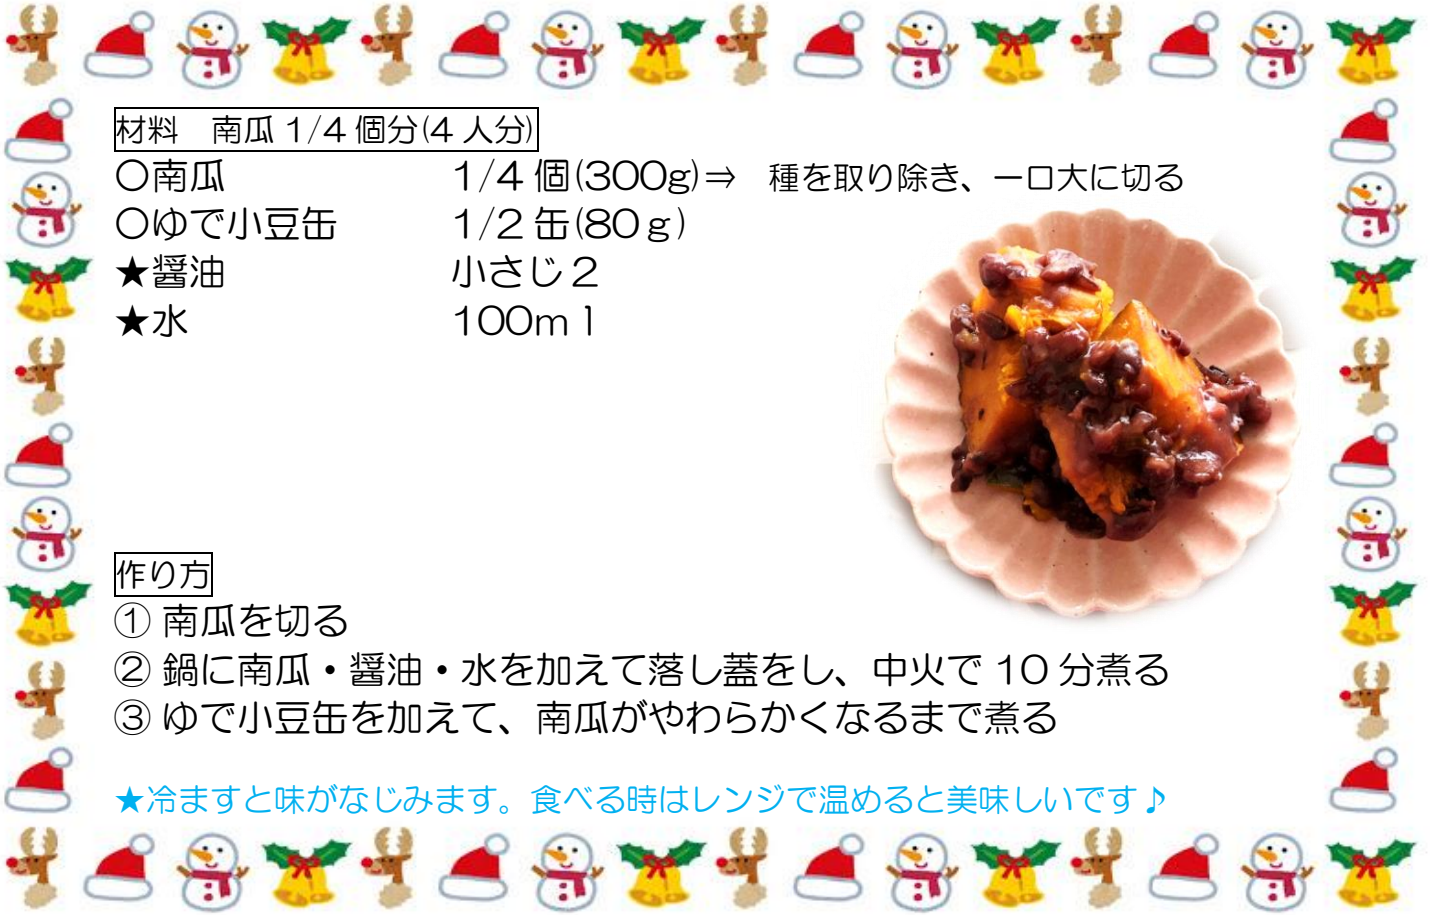 材料　南瓜 1/4 個分(4 人分)
〇南瓜　1/4 個(300g)⇒　種を取り除き、一口大に切る
〇ゆで小豆缶　1/2 缶(80ｇ)
★醤油　小さじ２
★水　100ｍｌ
作り方
① 南瓜を切る
② 鍋に南瓜・醤油・水を加えて落し蓋をし、中火で 10 分煮る
③ ゆで小豆缶を加えて、南瓜がやわらかくなるまで煮る
★冷ますと味がなじみます。食べる時はレンジで温めると美味しいです♪